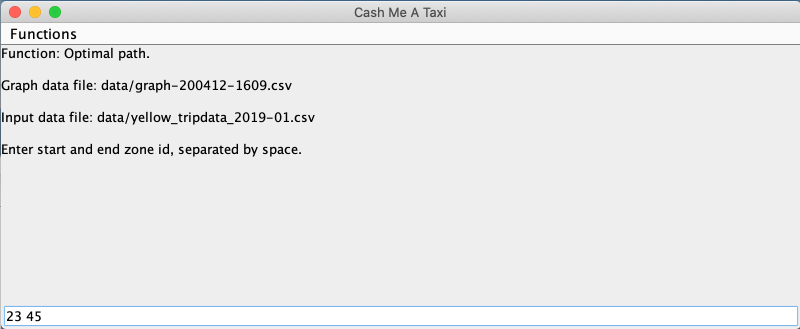 Cash Me A Taxi
Functions
Function: Optimal path.
Graph data file: data/graph-200412-1609.csv
Input data file: data/yellow_tripdata_2019-01.csv
Enter start and end zone id, separated by space.
23 45